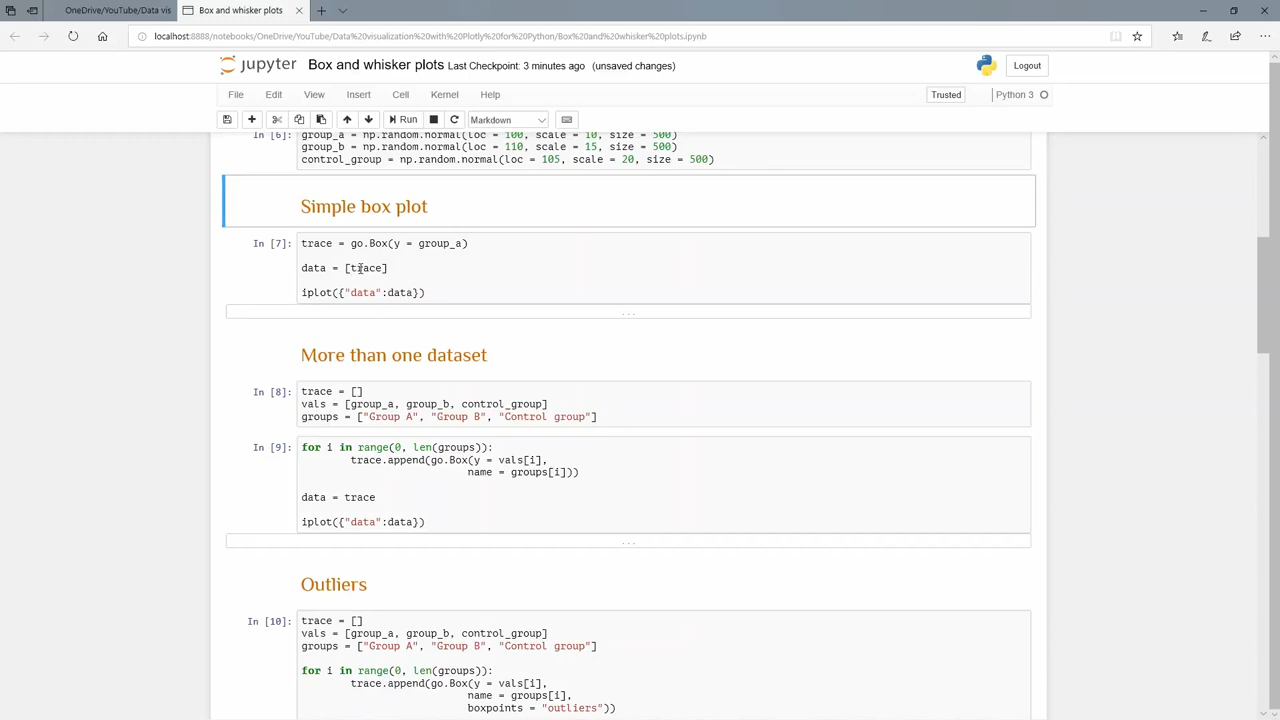 OneDrive/YouTube/Data vis
Box and whisker plots
localhost:8888/notebooks/OneDrive/YouTube/Data%20visualization%20with%20Plotly%20for%20Python/Box%20and%20whisker%20plots.ipynb
jupyter Box and whisker plots Last Checkpoint: 3 minutes ago (unsaved changes)
Logout
File Edit View Insert Cell Kernel Help
Trusted
Python 3
Run
Markdown
In [6]:
group_a = np.random.normal(loc = 100, scale = 10, size = 500)
group_b = np.random.normal(loc = 110, scale = 15, size = 500)
control_group = np.random.normal(loc = 105, scale = 20, size = 500)
Simple box plot
In [7]:
trace = go.Box(y = group_a)
data = [trace]
iplot({"data":data})
...
More than one dataset
In [8]:
trace = []
vals = [group_a, group_b, control_group]
groups = ["Group A", "Group B", "Control group"]
In [9]:
for i in range(0, len(groups)):
trace.append(go.Box(y = vals[i],
name = groups[i]))
data = trace
iplot({"data":data})
...
Outliers
In [10]:
trace = []
vals = [group_a, group_b, control_group]
groups = ["Group A", "Group B", "Control group"]
for i in range(0, len(groups)):
trace.append(go.Box(y = vals[i],
name = groups[i],
boxpoints = "outliers"))